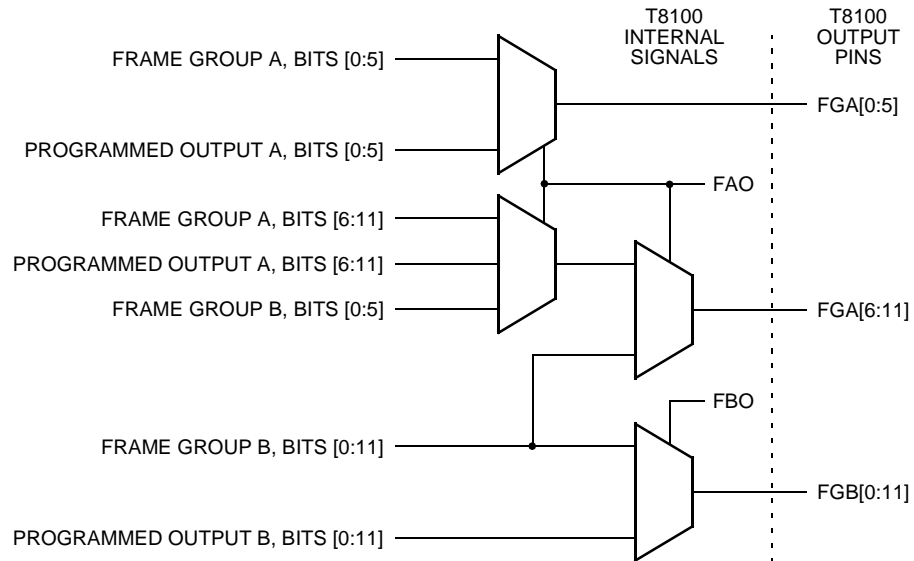 T8100
INTERNAL
SIGNALS
T8100
OUTPUT
PINS
FRAME GROUP A, BITS [0:5]
FGA[0:5]
PROGRAMMED OUTPUT A, BITS [0:5]
FAO
FRAME GROUP A, BITS [6:11]
PROGRAMMED OUTPUT A, BITS [6:11]
FRAME GROUP B, BITS [0:5]
FGA[6:11]
FBO
FRAME GROUP B, BITS [0:11]
FGB[0:11]
PROGRAMMED OUTPUT B, BITS [0:11]